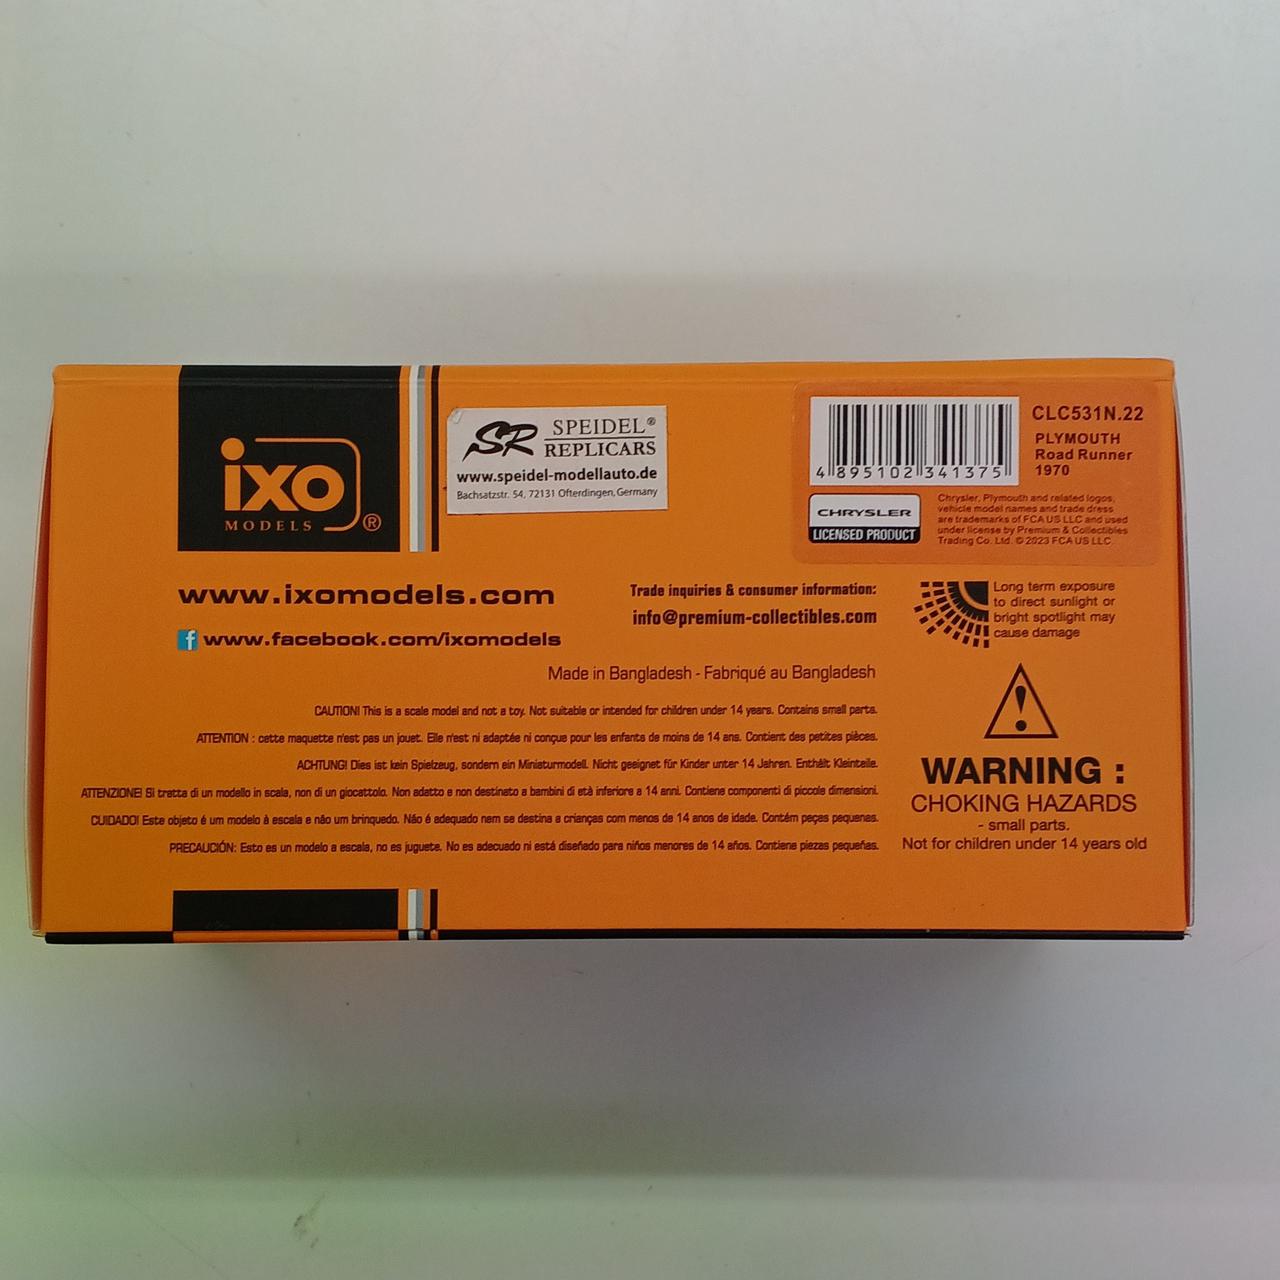 ixo
MODELS ®
SR SPEIDEL®
REPLICARS
www.speidel-modellauto.de
Bachsatzstr. 54, 72131 Ofterdingen, Germany
4 895102 341375
CLC531N.22
PLYMOUTH
Road Runner
1970
CHRYSLER
LICENSED PRODUCT
Chrysler, Plymouth and related logos,
vehicle model names and trade dress
are trademarks of FCA US LLC and used
under license by Premium & Collectibles
Trading Co. Ltd. © 2023 FCA US LLC.
www.ixomodels.com
f www.facebook.com/ixomodels
Trade inquiries & consumer information:
info@premium-collectibles.com
Long term exposure
to direct sunlight or
bright spotlight may
cause damage
Made in Bangladesh - Fabriqué au Bangladesh
CAUTION! This is a scale model and not a toy. Not suitable or intended for children under 14 years. Contains small parts.
ATTENTION : cette maquette n'est pas un jouet. Elle n'est ni adaptée ni conçue pour les enfants de moins de 14 ans. Contient des petites pièces.
ACHTUNG! Dies ist kein Spielzeug, sondern ein Miniaturmodell. Nicht geeignet für Kinder unter 14 Jahren. Enthält Kleinteile.
ATTENZIONE! Si tratta di un modello in scala, non di un giocattolo. Non adatto e non destinato a bambini di età inferiore a 14 anni. Contiene componenti di piccole dimensioni.
CUIDADO! Este objeto é um modelo à escala e não um brinquedo. Não é adequado nem se destina a crianças com menos de 14 anos de idade. Contém peças pequenas.
PRECAUCIÓN: Esto es un modelo a escala, no es juguete. No es adecuado ni está diseñado para niños menores de 14 años. Contiene piezas pequeñas.
WARNING :
CHOKING HAZARDS
- small parts.
Not for children under 14 years old